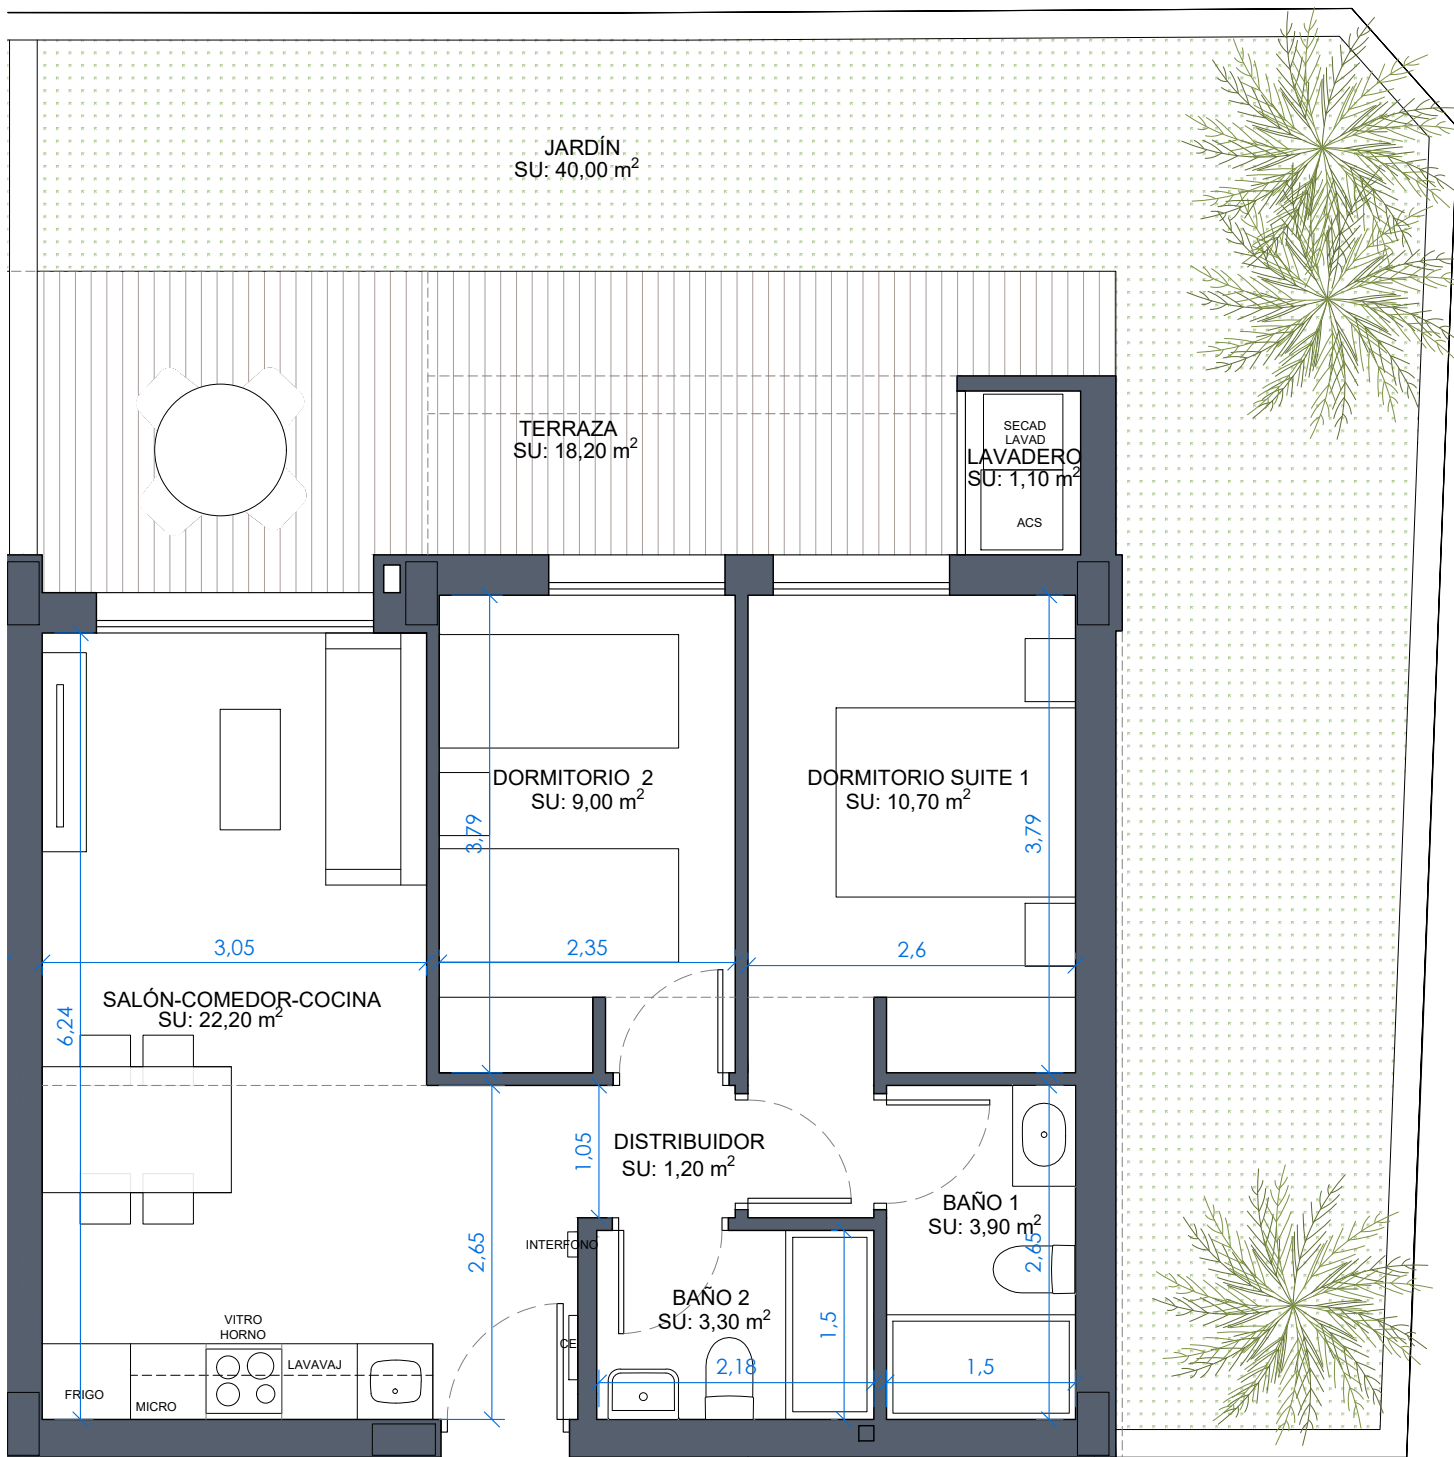 JARDÍN
SU: 40,00 m²
TERRAZA
SU: 18,20 m²
SECAD
LAVAD
LAVADERO
SU: 1,10 m²
ACS
DORMITORIO 2
SU: 9,00 m²
DORMITORIO SUITE 1
SU: 10,70 m²
3,79
3,79
3,05
2,35
2,6
SALÓN-COMEDOR-COCINA
SU: 22,20 m²
6,24
DISTRIBUIDOR
SU: 1,20 m²
1,05
BAÑO 1
SU: 3,90 m²
2,65
2,65
INTERFONO
BAÑO 2
SU: 3,30 m²
1,5
VITRO
HORNO
CE
LAVAVAJ
2,18
1,5
FRIGO
MICRO